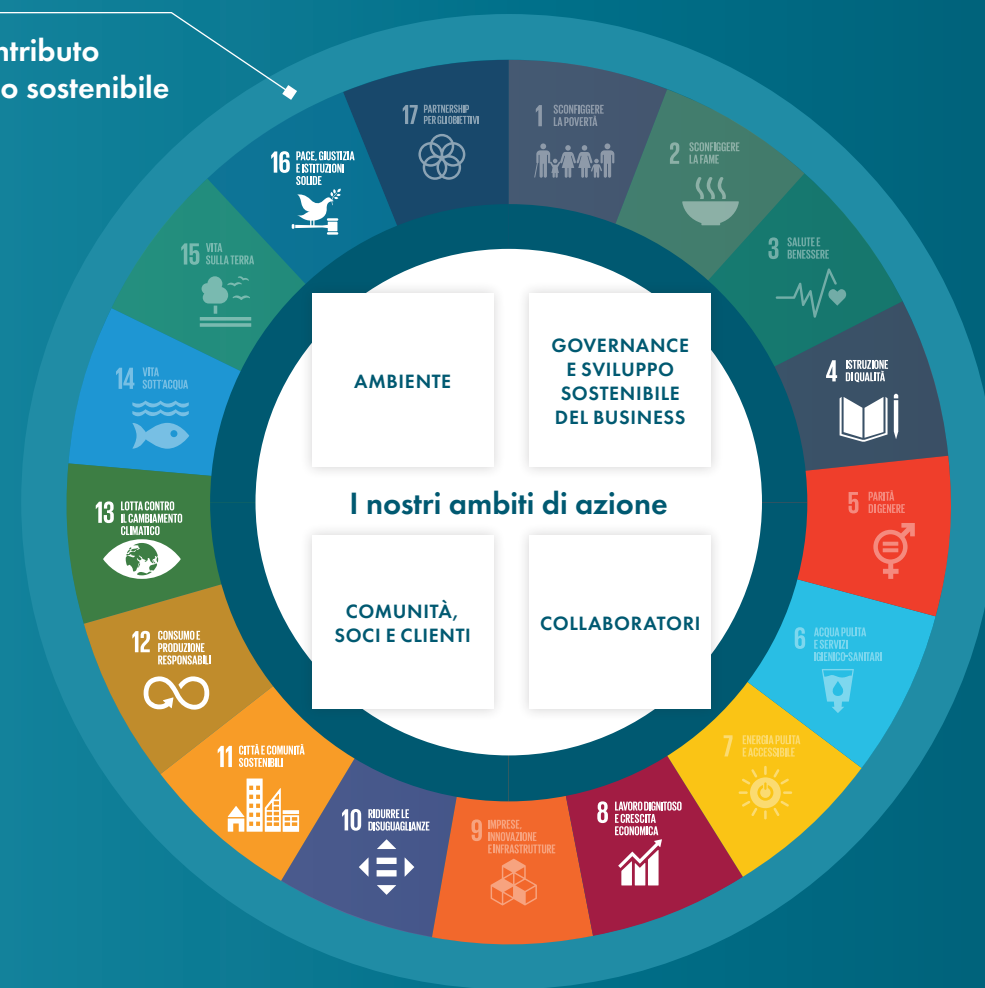 ntributo
o sostenibile
17 PARTNERSHIP
PER GLI OBIETTIVI
1 SCONFIGGERE
LA POVERTÀ
2 SCONFIGGERE
LA FAME
3 SALUTE E
BENESSERE
4 ISTRUZIONE
DI QUALITÀ
5 PARITÀ
DI GENERE
6 ACQUA PULITA
E SERVIZI
IGIENICO-SANITARI
7 ENERGIA PULITA
E ACCESSIBILE
8 LAVORO DIGNITOSO
E CRESCITA
ECONOMICA
9 IMPRESE,
INNOVAZIONE
E INFRASTRUTTURE
10 RIDURRE LE
DISUGUAGLIANZE
11 CITTÀ E COMUNITÀ
SOSTENIBILI
12 CONSUMO E
PRODUZIONE
RESPONSABILI
13 LOTTA CONTRO
IL CAMBIAMENTO
CLIMATICO
14 VITA
SOTT'ACQUA
15 VITA
SULLA TERRA
16 PACE, GIUSTIZIA
E ISTITUZIONI
SOLIDE
AMBIENTE
GOVERNANCE
E SVILUPPO
SOSTENIBILE
DEL BUSINESS
I nostri ambiti di azione
COMUNITÀ,
SOCI E CLIENTI
COLLABORATORI